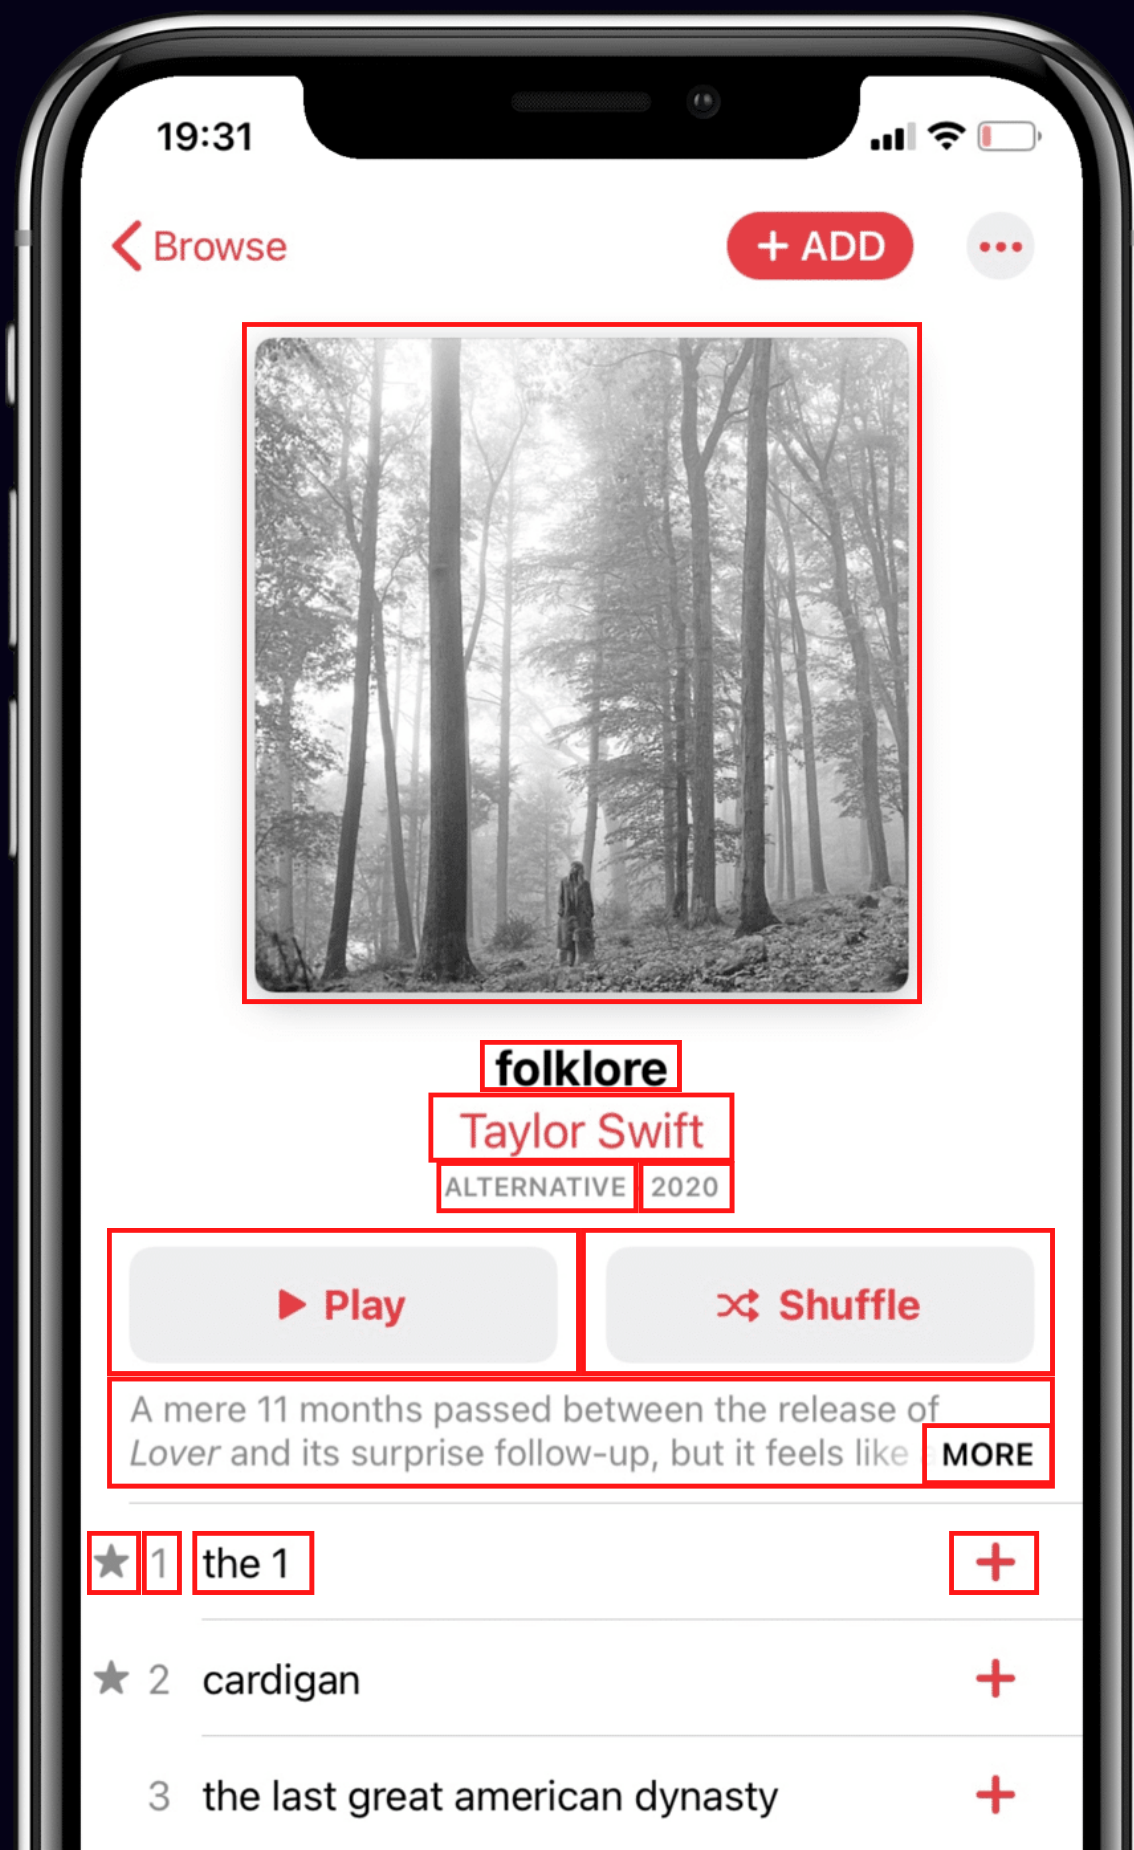 19:31
Browse
+ ADD
folklore
Taylor Swift
ALTERNATIVE 2020
Play
Shuffle
A mere 11 months passed between the release of
Lover and its surprise follow-up, but it feels like MORE
★ 1 the 1 +
★ 2 cardigan +
3 the last great american dynasty +